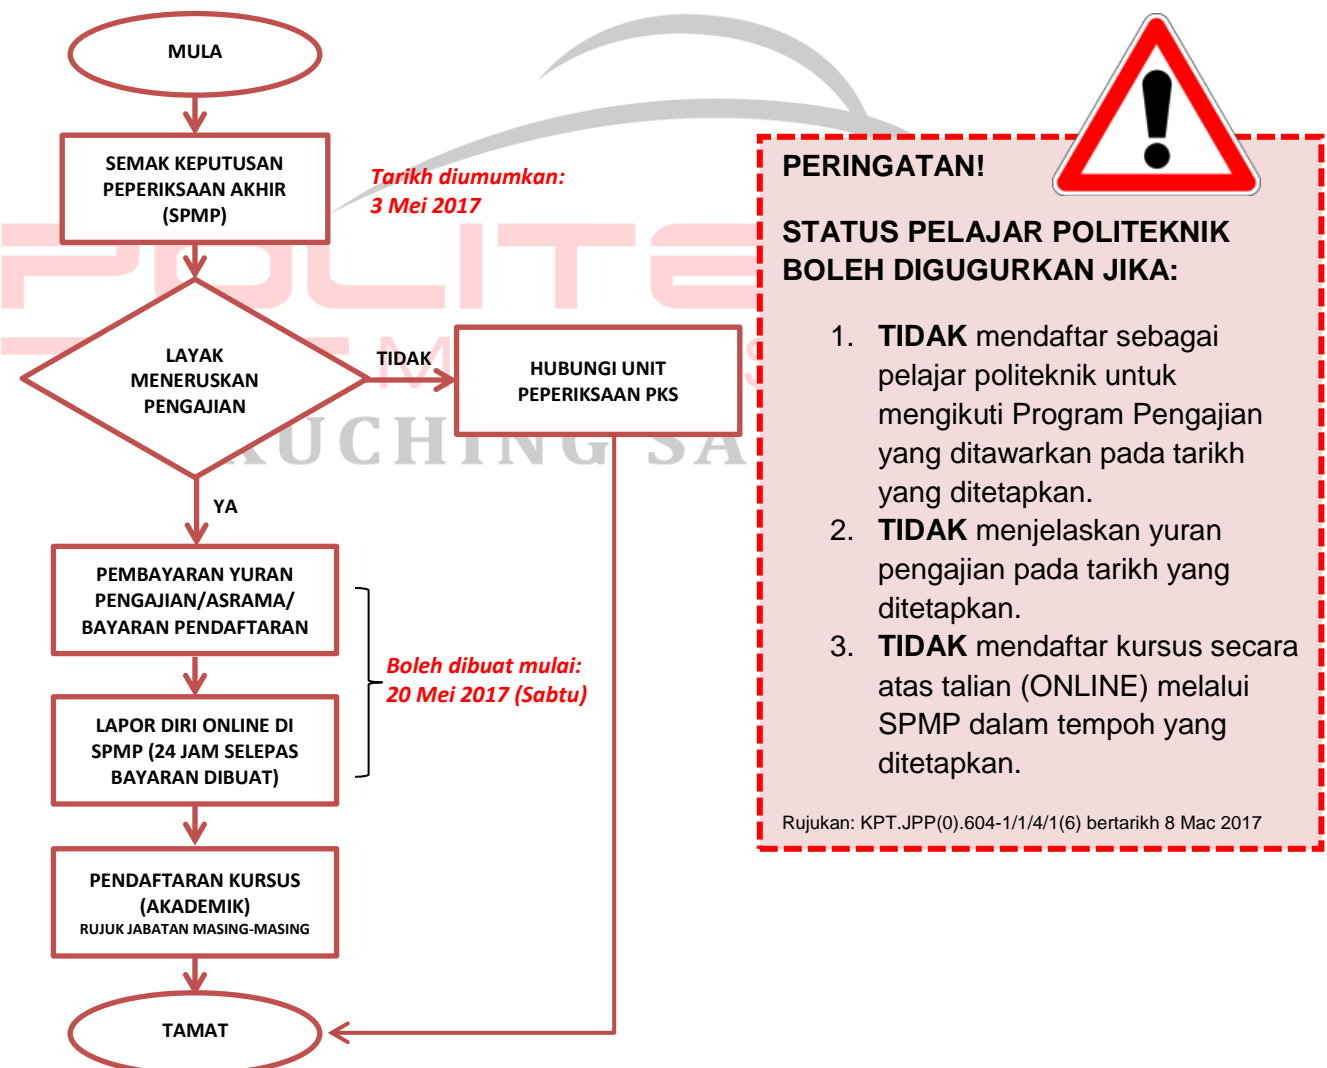 MULA
SEMAK KEPUTUSAN
PEPERIKSAAN AKHIR
(SPMP)
Tarikh diumumkan:
3 Mei 2017
LAYAK
MENERUSKAN
PENGAJIAN
TIDAK
HUBUNGI UNIT
PEPERIKSAAN PKS
YA
PEMBAYARAN YURAN
PENGAJIAN/ASRAMA/
BAYARAN PENDAFTARAN
Boleh dibuat mulai:
20 Mei 2017 (Sabtu)
LAPOR DIRI ONLINE DI
SPMP (24 JAM SELEPAS
BAYARAN DIBUAT)
PENDAFTARAN KURSUS
(AKADEMIK)
RUJUK JABATAN MASING-MASING
TAMAT
PERINGATAN!
STATUS PELAJAR POLITEKNIK
BOLEH DIGUGURKAN JIKA:
1. TIDAK mendaftar sebagai
pelajar politeknik untuk
mengikuti Program Pengajian
yang ditawarkan pada tarikh
yang ditetapkan.
2. TIDAK menjelaskan yuran
pengajian pada tarikh yang
ditetapkan.
3. TIDAK mendaftar kursus secara
atas talian (ONLINE) melalui
SPMP dalam tempoh yang
ditetapkan.
Rujukan: KPT.JPP(0).604-1/1/4/1(6) bertarikh 8 Mac 2017